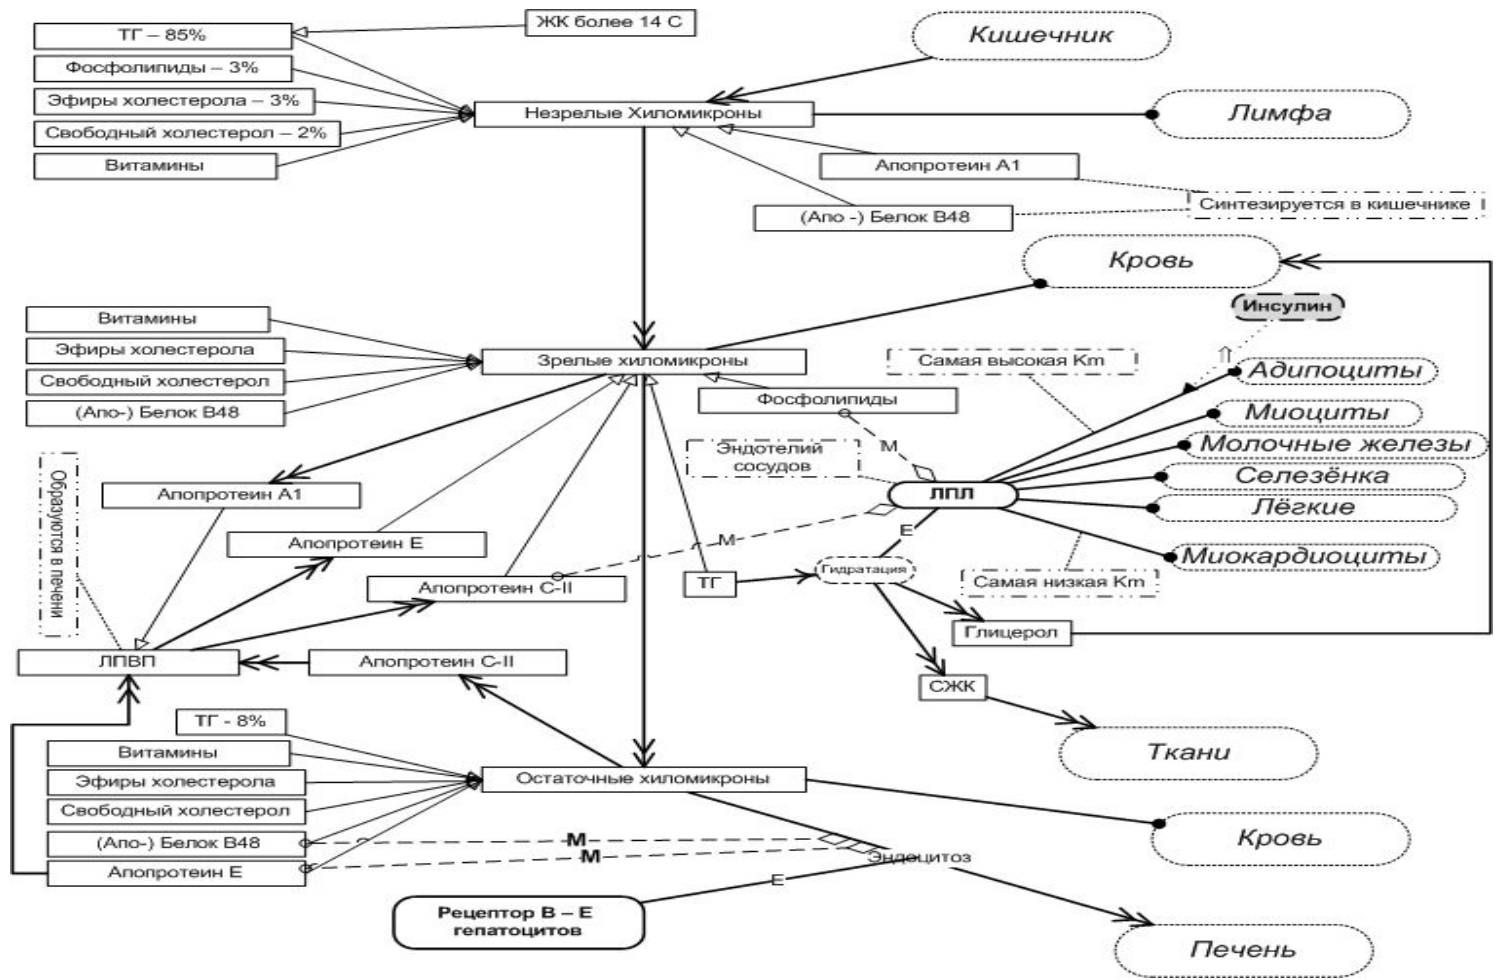 ЖК более 14 С
ТГ – 85%
Кишечник
Фосфолипиды – 3%
Эфиры холестерола – 3%
Незрелые Хиломикроны
Лимфа
Свободный холестерол – 2%
Витамины
Апопротеин А1
Синтезируется в кишечнике
(Апо -) Белок В48
Кровь
Инсулин
Витамины
Эфиры холестерола
Зрелые хиломикроны
Самая высокая Km
Адипоциты
Свободный холестерол
(Апо-) Белок В48
Фосфолипиды
Миоциты
М
Молочные железы
Эндотелий
сосудов
Селезёнка
Образуются в печени
Апопротеин А1
ЛПЛ
Лёгкие
Е
Апопротеин Е
М
Миокардиоциты
Гидратация
Апопротеин С-II
ТГ
Самая низкая Km
Глицерол
ЛПВП
Апопротеин С-II
СЖК
ТГ - 8%
Витамины
Ткани
Эфиры холестерола
Остаточные хиломикроны
Свободный холестерол
(Апо-) Белок В48
М
Кровь
М
Эндоцитоз
Апопротеин Е
Е
Рецептор В – Е
гепатоцитов
Печень